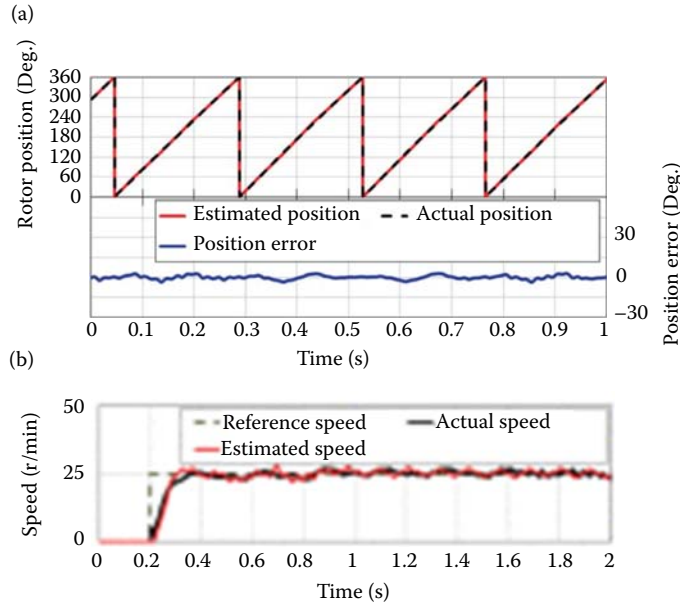 (a)
Rotor position (Deg.)
360
300
240
180
120
60
0
Estimated position
Actual position
Position error
30
0
−30
Position error (Deg.)
0 0.1 0.2 0.3 0.4 0.5 0.6 0.7 0.8 0.9 1
Time (s)
(b)
Speed (r/min)
50
25
0
Reference speed
Actual speed
Estimated speed
0 0.2 0.4 0.6 0.8 1 1.2 1.4 1.6 1.8 2
Time (s)